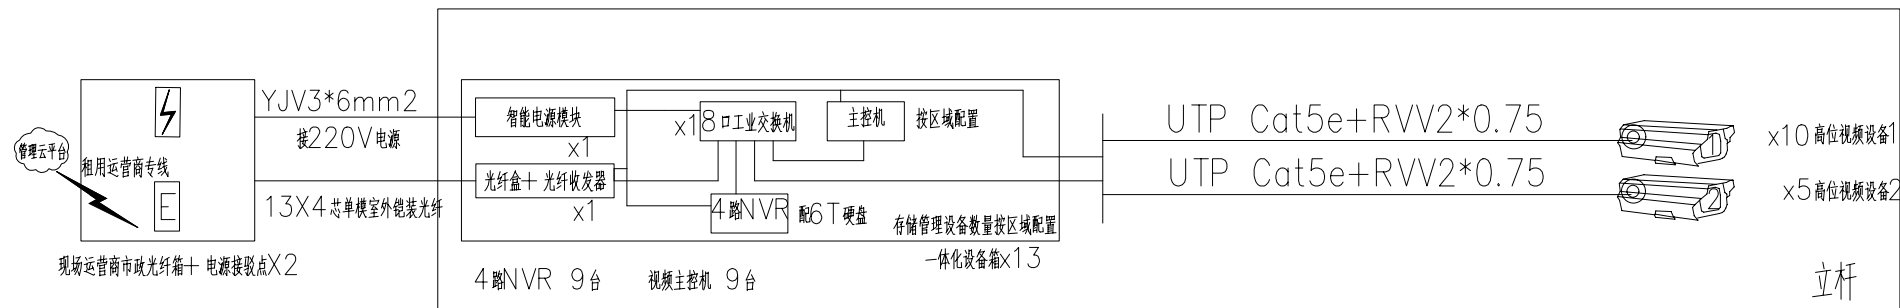 管理云平台
租用运营商专线
E
现场运营商市政光纤箱＋ 电源接驳点X2
YJV3*6mm2
接220V电源
13X4芯单模室外铠装光纤
智能电源模块
x1
光纤盒＋ 光纤收发器
x1
x1
8口工业交换机
主控机
按区域配置
4路NVR
配6T硬盘
存储管理设备数量按区域配置
一体化设备箱x13
4路NVR 9台
视频主控机 9台
UTP Cat5e+RVV2*0.75
UTP Cat5e+RVV2*0.75
x10高位视频设备1
x5高位视频设备2
立杆